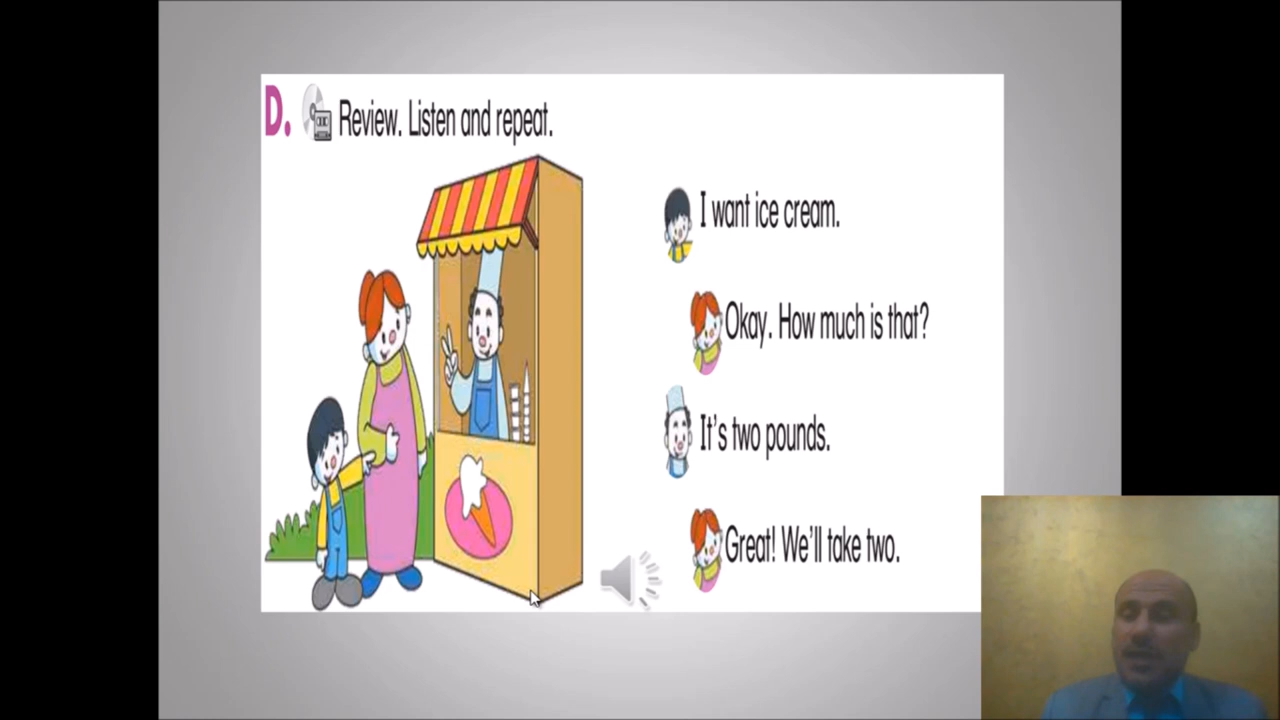 D. Review. Listen and repeat.
I want ice cream.
Okay. How much is that?
It's two pounds.
Great! We'll take two.